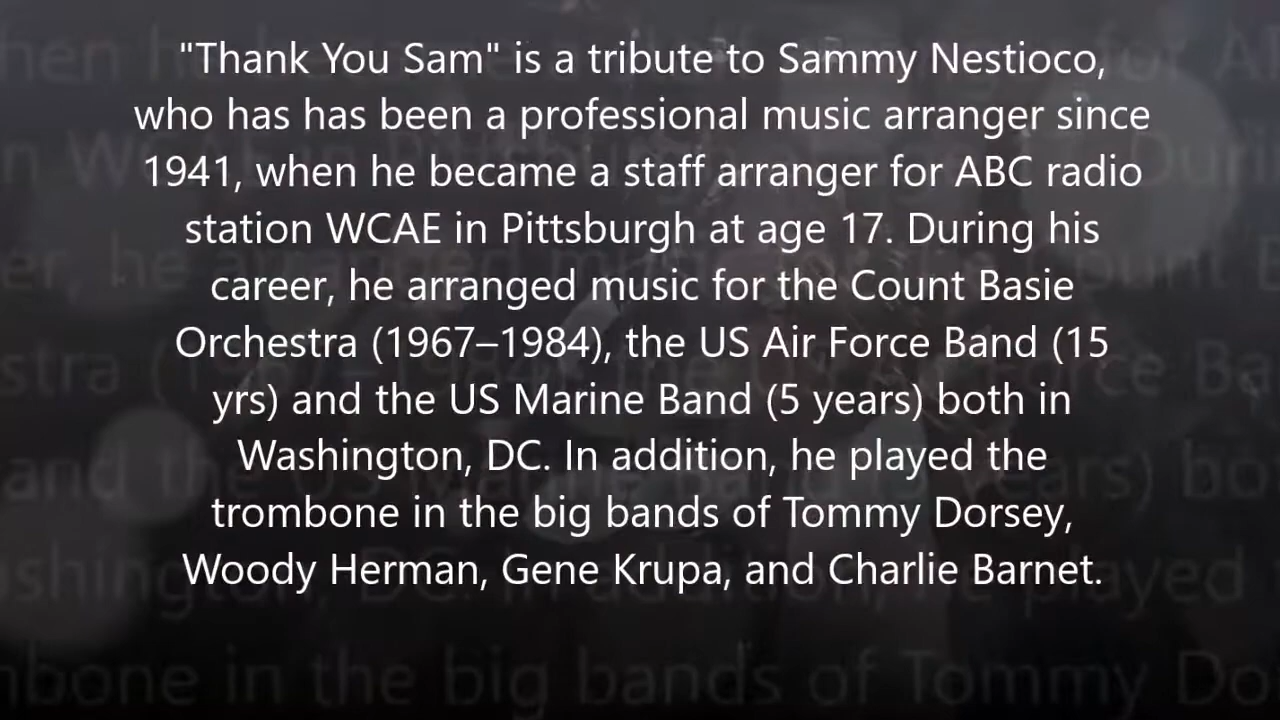 "Thank You Sam" is a tribute to Sammy Nestioco,
who has has been a professional music arranger since
1941, when he became a staff arranger for ABC radio
station WCAE in Pittsburgh at age 17. During his
career, he arranged music for the Count Basie
Orchestra (1967–1984), the US Air Force Band (15
yrs) and the US Marine Band (5 years) both in
Washington, DC. In addition, he played the
trombone in the big bands of Tommy Dorsey,
Woody Herman, Gene Krupa, and Charlie Barnet.